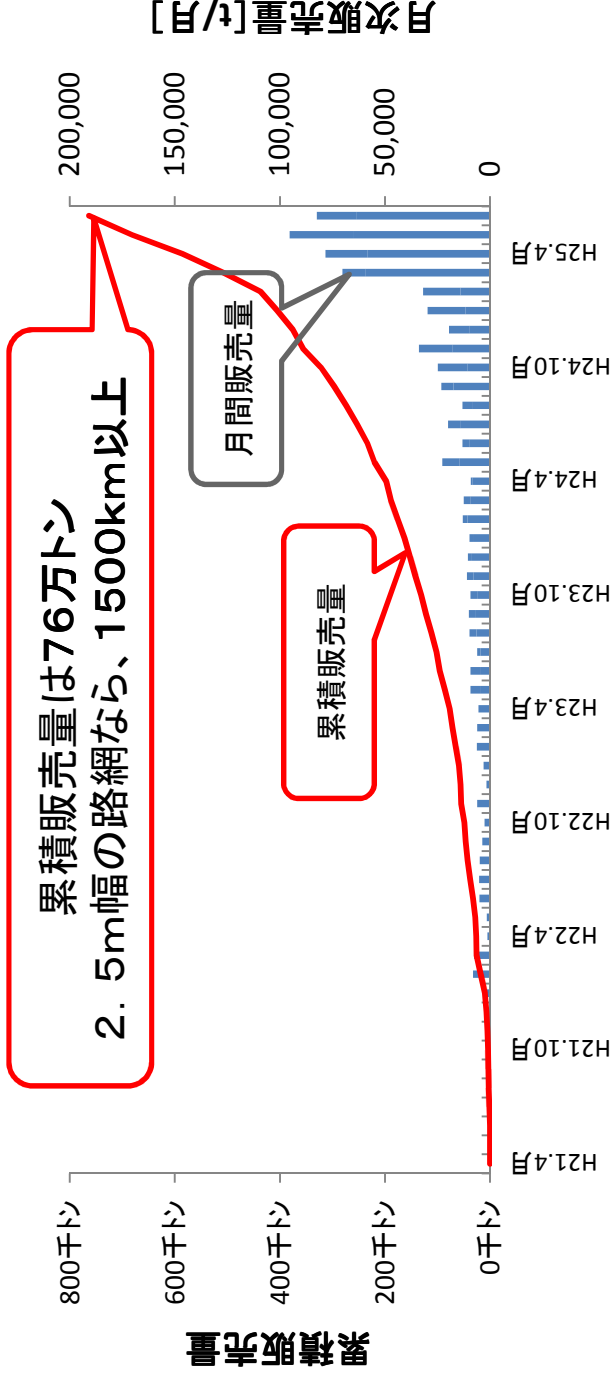 累積販売量は76万トン
2．5m幅の路網なら、1500km以上
累積販売量
800千トン
600千トン
400千トン
200千トン
0千トン
累積販売量
月間販売量
月次販売量[t/月]
200,000
150,000
100,000
50,000
0
H21.4月
H21.10月
H22.4月
H22.10月
H23.4月
H23.10月
H24.4月
H24.10月
H25.4月